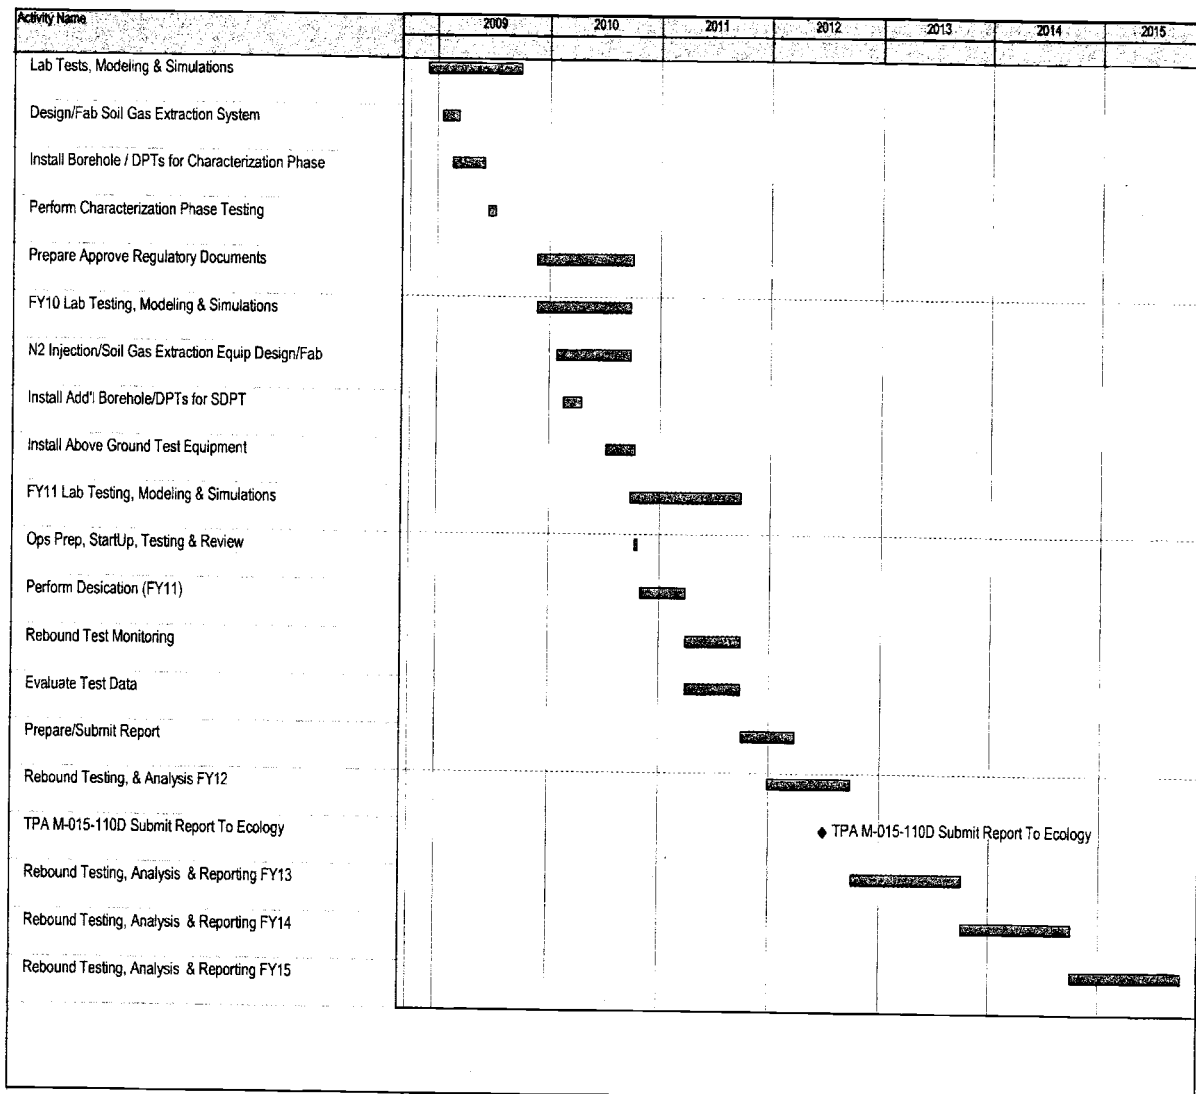 Activity Name
2009 2010 2011 2012 2013 2014 2015
Lab Tests, Modeling & Simulations
Design/Fab Soil Gas Extraction System
Install Borehole / DPTs for Characterization Phase
Perform Characterization Phase Testing
Prepare Approve Regulatory Documents
FY10 Lab Testing, Modeling & Simulations
N2 Injection/Soil Gas Extraction Equip Design/Fab
Install Add'l Borehole/DPTs for SDPT
Install Above Ground Test Equipment
FY11 Lab Testing, Modeling & Simulations
Ops Prep, StartUp, Testing & Review
Perform Desication (FY11)
Rebound Test Monitoring
Evaluate Test Data
Prepare/Submit Report
Rebound Testing, & Analysis FY12
TPA M-015-110D Submit Report To Ecology
TPA M-015-110D Submit Report To Ecology
Rebound Testing, Analysis & Reporting FY13
Rebound Testing, Analysis & Reporting FY14
Rebound Testing, Analysis & Reporting FY15